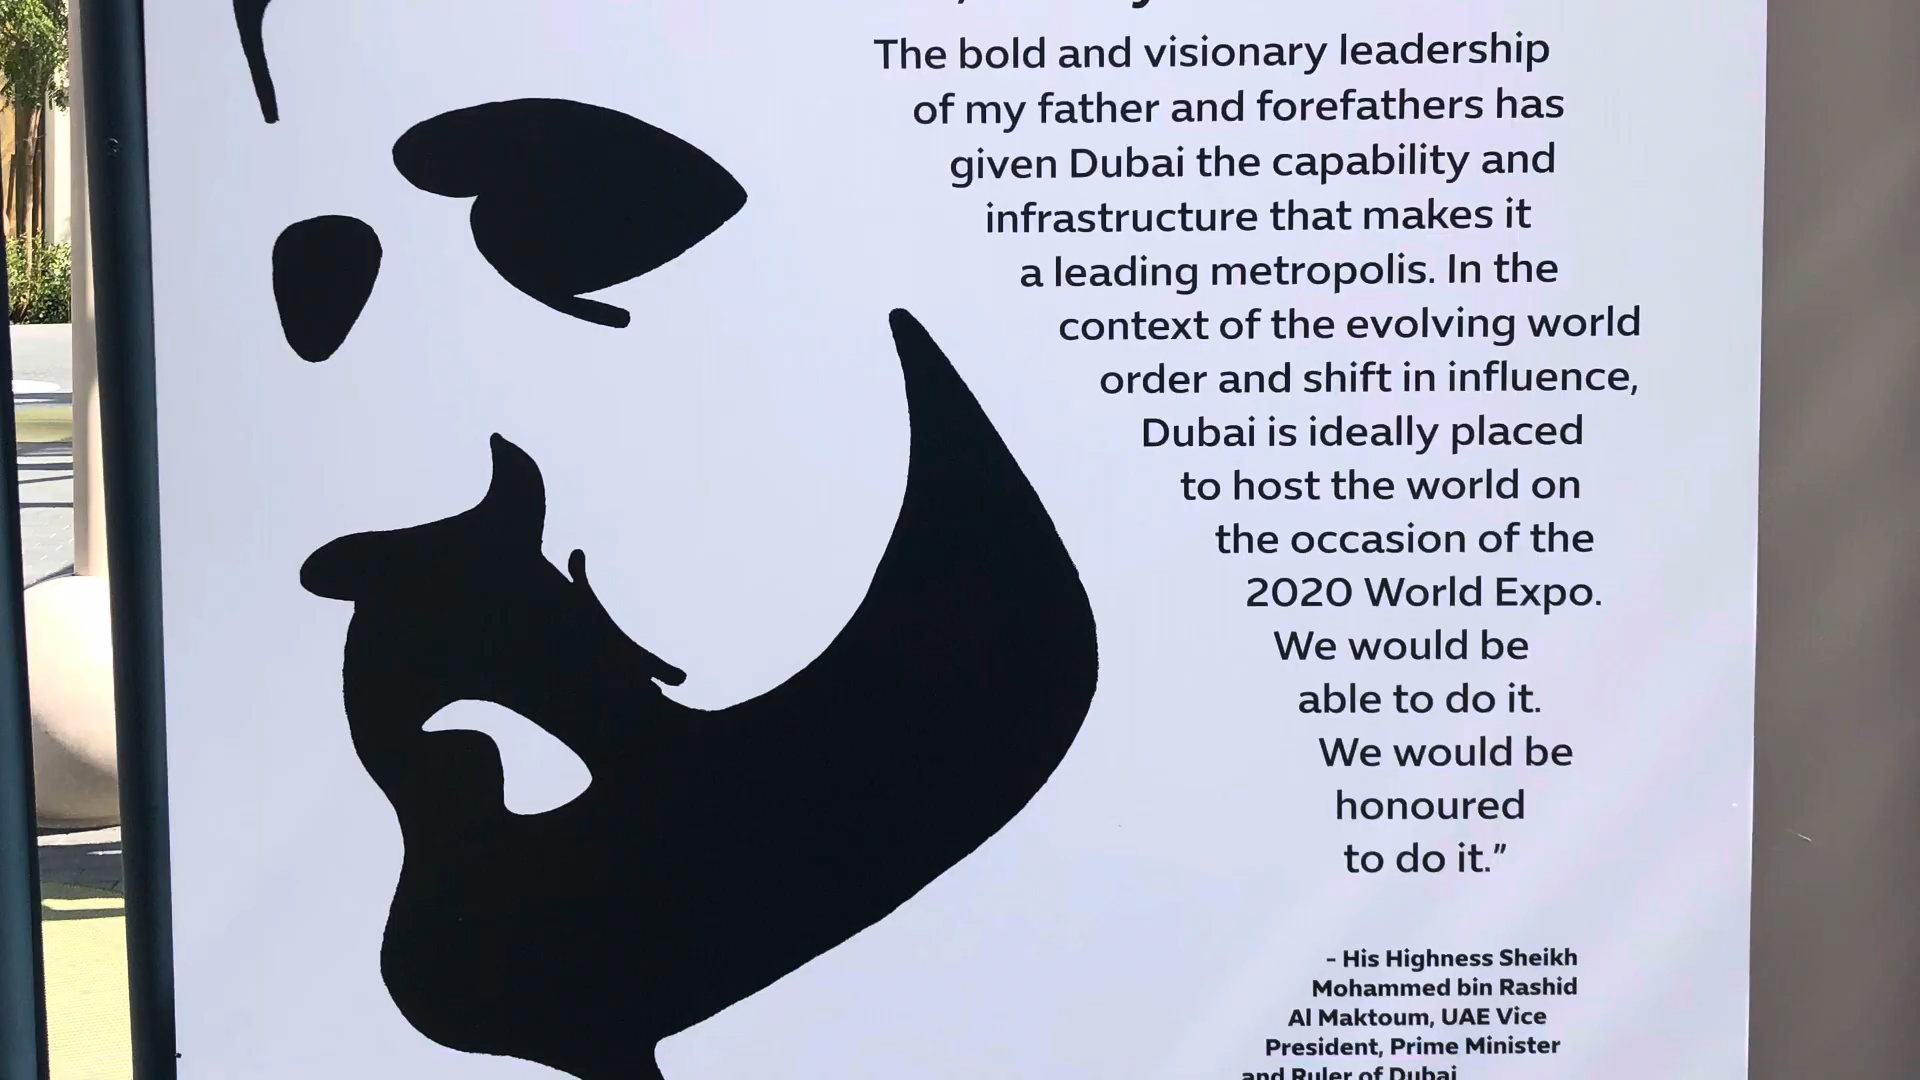 The bold and visionary leadership
of my father and forefathers has
given Dubai the capability and
infrastructure that makes it
a leading metropolis. In the
context of the evolving world
order and shift in influence,
Dubai is ideally placed
to host the world on
the occasion of the
2020 World Expo.
We would be
able to do it.
We would be
honoured
to do it.”
- His Highness Sheikh
Mohammed bin Rashid
Al Maktoum, UAE Vice
President, Prime Minister
and Ruler of Dubai